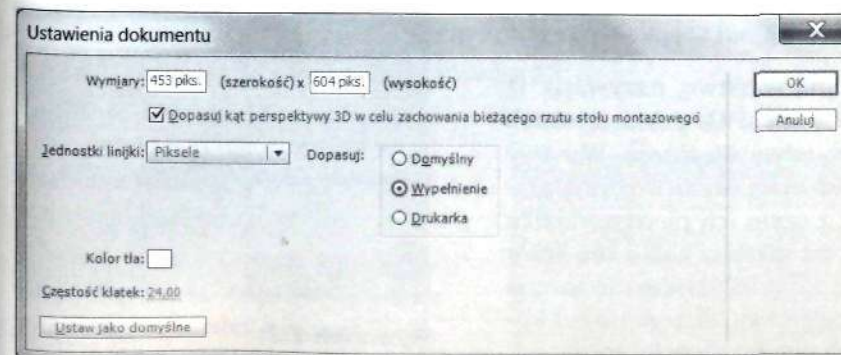 Ustawienia dokumentu
Wymiary: 453 piks. (szerokość) x 604 piks. (wysokość)
OK
Dopasuj kąt perspektywy 3D w celu zachowania bieżącego rzutu stołu montażowego
Anuluj
Jednostki linijki: Piksele Dopasuj: Domyślny
Wypełnienie
Drukarka
Kolor tła:
Częstość klatek: 24,00
Ustaw jako domyślne